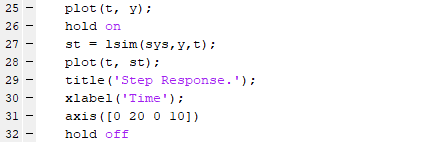 25 – plot(t, y);
26 – hold on
27 – st = lsim(sys,y,t);
28 – plot(t, st);
29 – title('Step Response.');
30 – xlabel('Time');
31 – axis([0 20 0 10])
32 – hold off